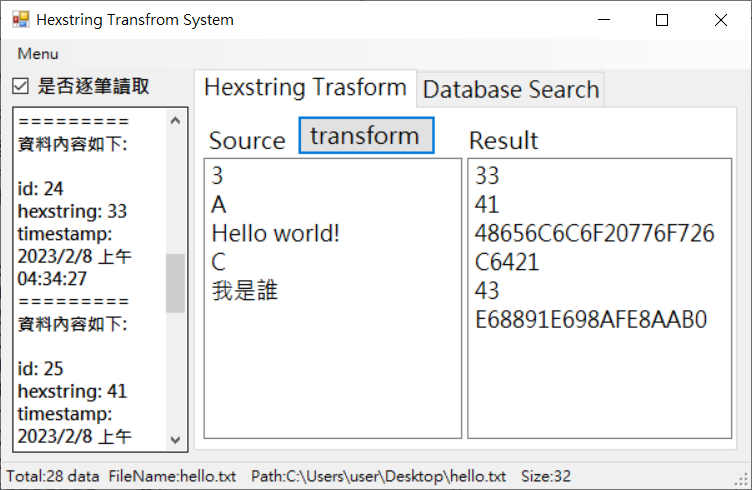 Hexstring Transfrom System
Menu
是否逐筆讀取
=========
資料內容如下:
id: 24
hexstring: 33
timestamp:
2023/2/8 上午
04:34:27
=========
資料內容如下:
id: 25
hexstring: 41
timestamp:
2023/2/8 上午
Hexstring Trasform
Database Search
Source
transform
Result
3
A
Hello world!
C
我是誰
33
41
48656C6C6F20776F726
C6421
43
E68891E698AFE8AAB0
Total:28 data  FileName:hello.txt  Path:C:\Users\user\Desktop\hello.txt  Size:32